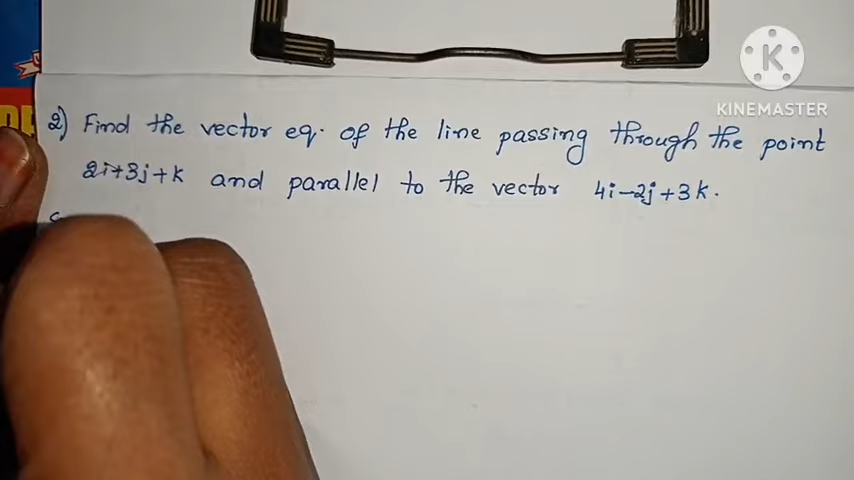 KINEMASTER
2) Find the vector eq. of the line passing through the point
2i+3j+k and parallel to the vector 4i-2j+3k.